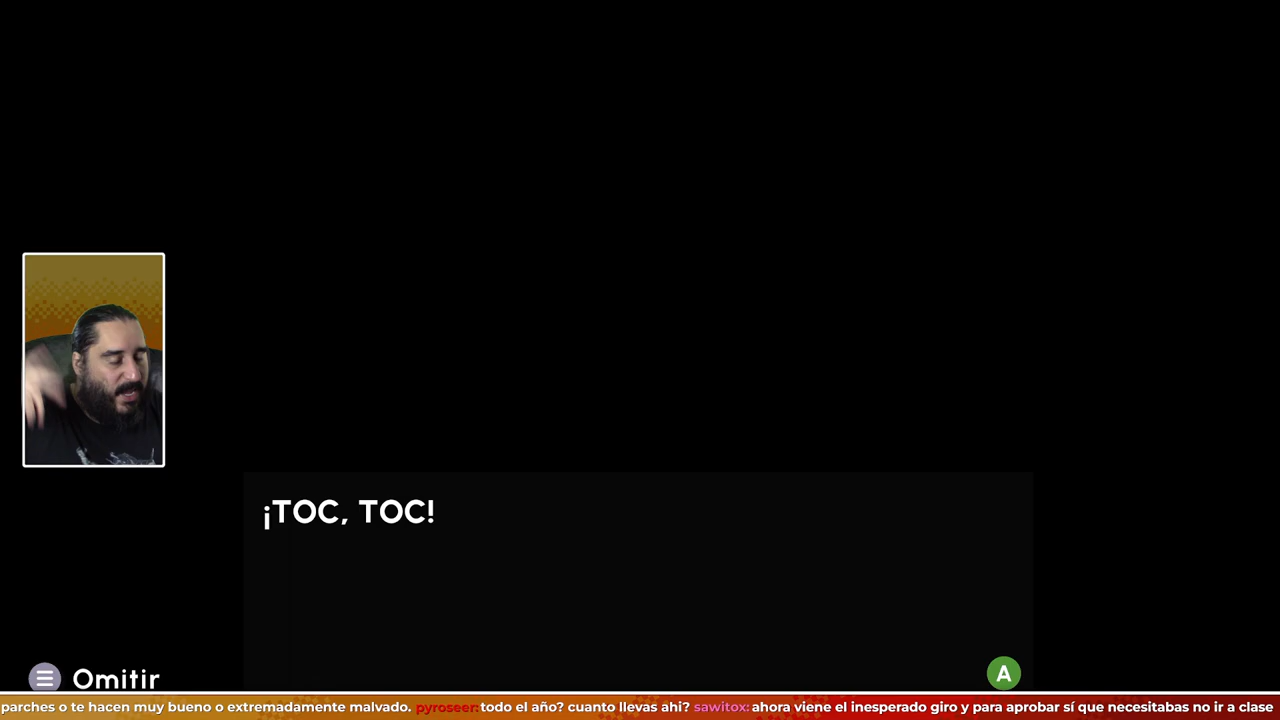 ¡TOC, TOC!
A
Omitir
parches o te hacen muy bueno o extremadamente malvado. pyroseer: todo el año? cuanto llevas ahi? sawitox: ahora viene el inesperado giro y para aprobar sí que necesitabas no ir a clase